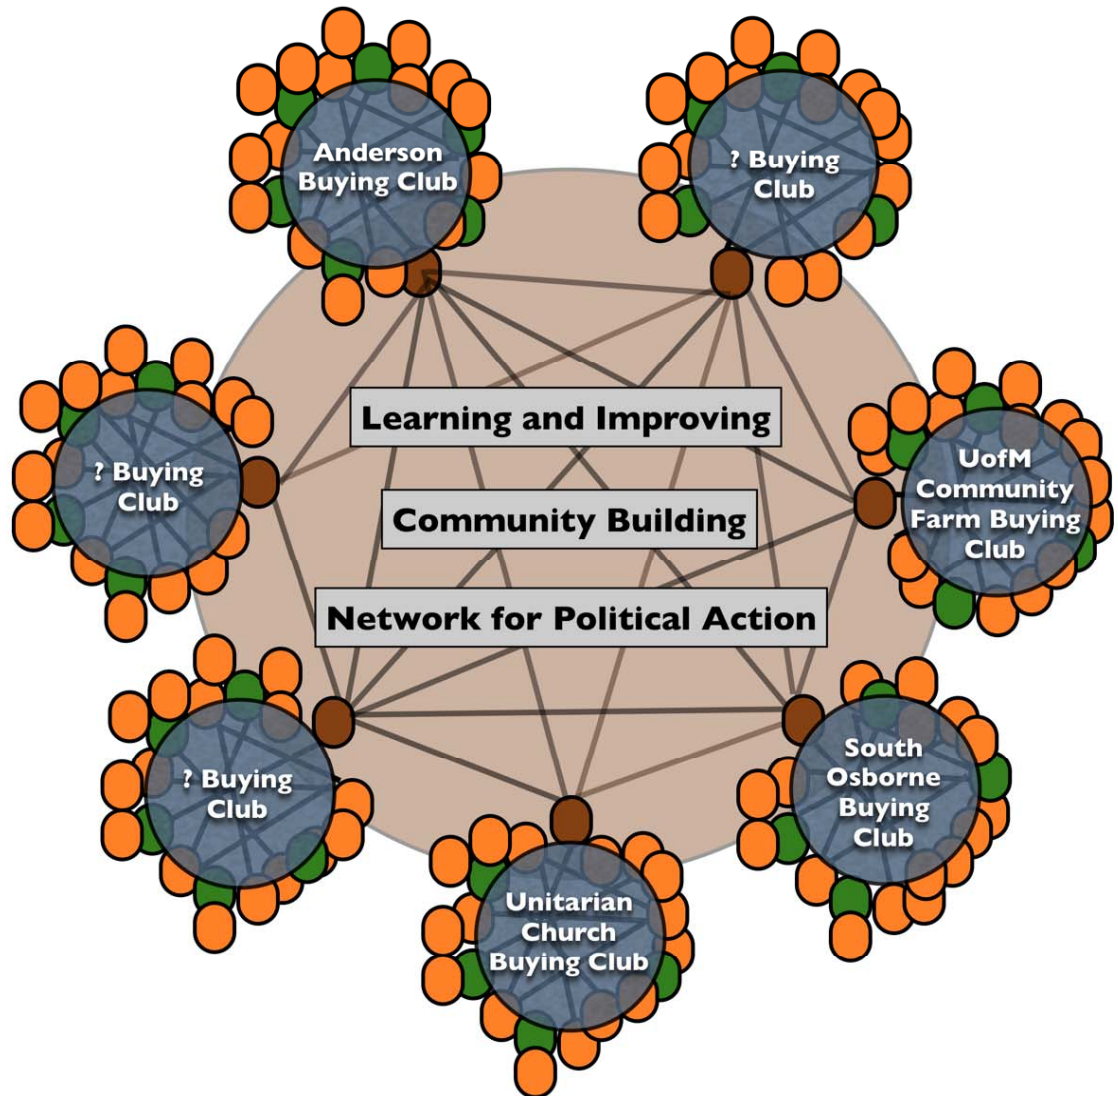 Anderson
Buying Club
? Buying
Club
Learning and Improving
? Buying
Club
UofM
Community
Farm Buying
Club
Community Building
Network for Political Action
? Buying
Club
South
Osborne
Buying
Club
Unitarian
Church
Buying Club